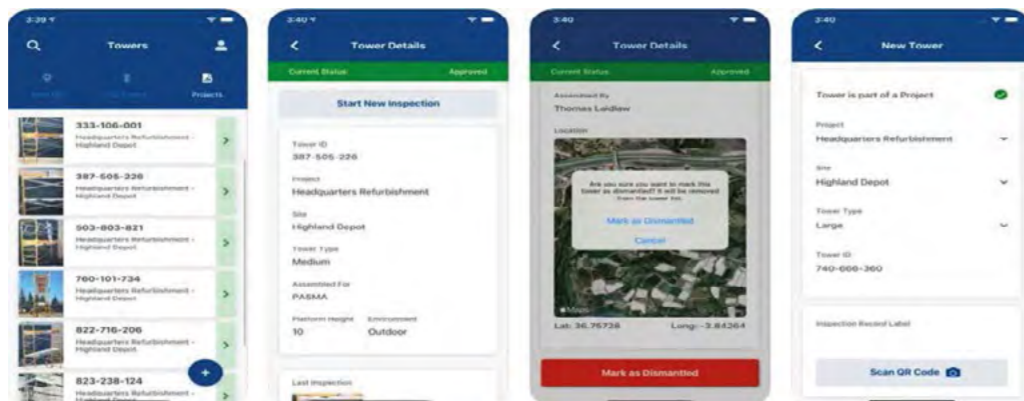 3:39
Towers
Projects
333-106-001
Headquarters Refurbishment -
Highland Depot
387-505-226
Headquarters Refurbishment -
Highland Depot
503-803-821
Headquarters Refurbishment -
Highland Depot
760-101-734
Headquarters Refurbishment -
Highland Depot
822-716-206
Headquarters Refurbishment -
Highland Depot
823-238-124
Headquarters Refurbishment -
Highland Depot
+
3:40
Tower Details
Current Status: Approved
Start New Inspection
Tower ID
387-505-226
Project
Headquarters Refurbishment
Site
Highland Depot
Tower Type
Medium
Assembled For
PASMA
Platform Height Environment
10 Outdoor
Last Inspection
3:40
Tower Details
Current Status: Approved
Assembled By
Thomas Laidlaw
Location
Are you sure you want to mark this
tower as dismantled? It will be removed
from the tower list.
Mark as Dismantled
Cancel
Maps
Lat: 36.76728 Lung: -3.84264
Mark as Dismantled
3:40
New Tower
Tower is part of a Project
Project
Headquarters Refurbishment
Site
Highland Depot
Tower Type
Large
Tower ID
740-666-360
Inspection Record Label
Scan QR Code